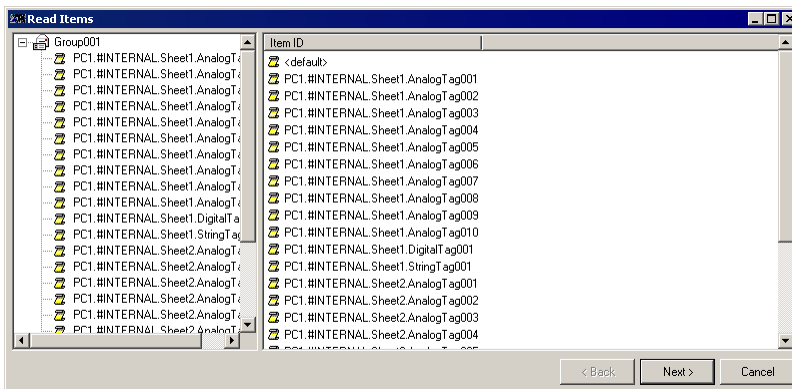 Read Items
Group001
PC1.#INTERNAL.Sheet1.AnalogTa
PC1.#INTERNAL.Sheet1.AnalogTa
PC1.#INTERNAL.Sheet1.AnalogTa
PC1.#INTERNAL.Sheet1.AnalogTa
PC1.#INTERNAL.Sheet1.AnalogTa
PC1.#INTERNAL.Sheet1.AnalogTa
PC1.#INTERNAL.Sheet1.AnalogTa
PC1.#INTERNAL.Sheet1.AnalogTa
PC1.#INTERNAL.Sheet1.AnalogTa
PC1.#INTERNAL.Sheet1.AnalogTa
PC1.#INTERNAL.Sheet1.DigitalTa
PC1.#INTERNAL.Sheet1.StringTag
PC1.#INTERNAL.Sheet2.AnalogTa
PC1.#INTERNAL.Sheet2.AnalogTa
PC1.#INTERNAL.Sheet2.AnalogTa
PC1.#INTERNAL.Sheet2.AnalogTa
PC1.#INTERNAL.Sheet2.AnalogTa
Item ID
<default>
PC1.#INTERNAL.Sheet1.AnalogTag001
PC1.#INTERNAL.Sheet1.AnalogTag002
PC1.#INTERNAL.Sheet1.AnalogTag003
PC1.#INTERNAL.Sheet1.AnalogTag004
PC1.#INTERNAL.Sheet1.AnalogTag005
PC1.#INTERNAL.Sheet1.AnalogTag006
PC1.#INTERNAL.Sheet1.AnalogTag007
PC1.#INTERNAL.Sheet1.AnalogTag008
PC1.#INTERNAL.Sheet1.AnalogTag009
PC1.#INTERNAL.Sheet1.AnalogTag010
PC1.#INTERNAL.Sheet1.DigitalTag001
PC1.#INTERNAL.Sheet1.StringTag001
PC1.#INTERNAL.Sheet2.AnalogTag001
PC1.#INTERNAL.Sheet2.AnalogTag002
PC1.#INTERNAL.Sheet2.AnalogTag003
PC1.#INTERNAL.Sheet2.AnalogTag004
< Back
Next >
Cancel